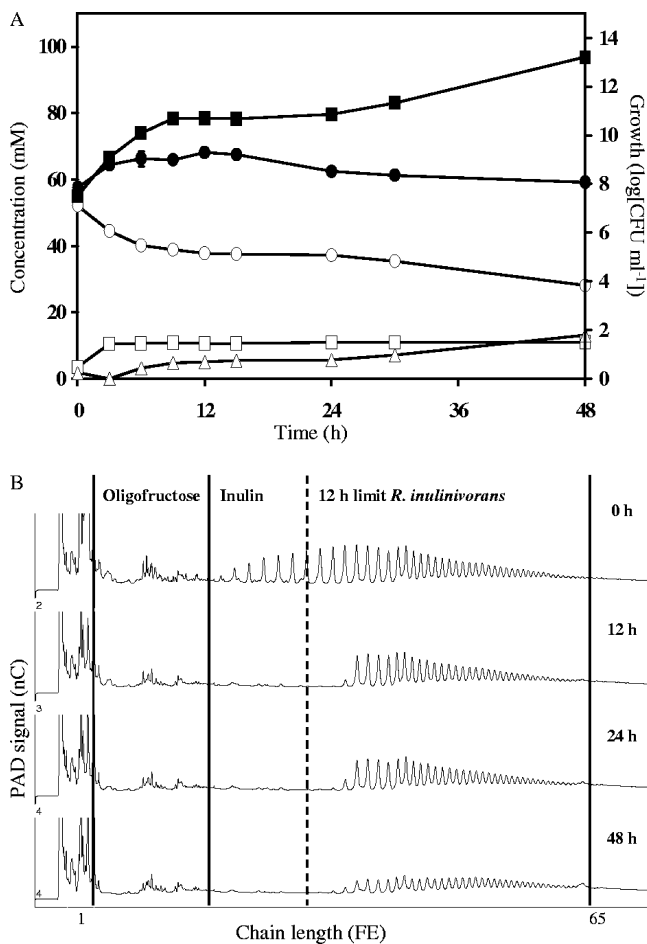 A
100
80
60
40
20
0
Concentration (mM)
14
12
10
8
6
4
2
0
Growth (log[CFU ml-1])
0
12
24
36
48
Time (h)
B
Oligofructose
Inulin
12 h limit R. inulinivorans
0 h
2
12 h
3
24 h
4
48 h
4
PAD signal (nC)
1
65
Chain length (FE)